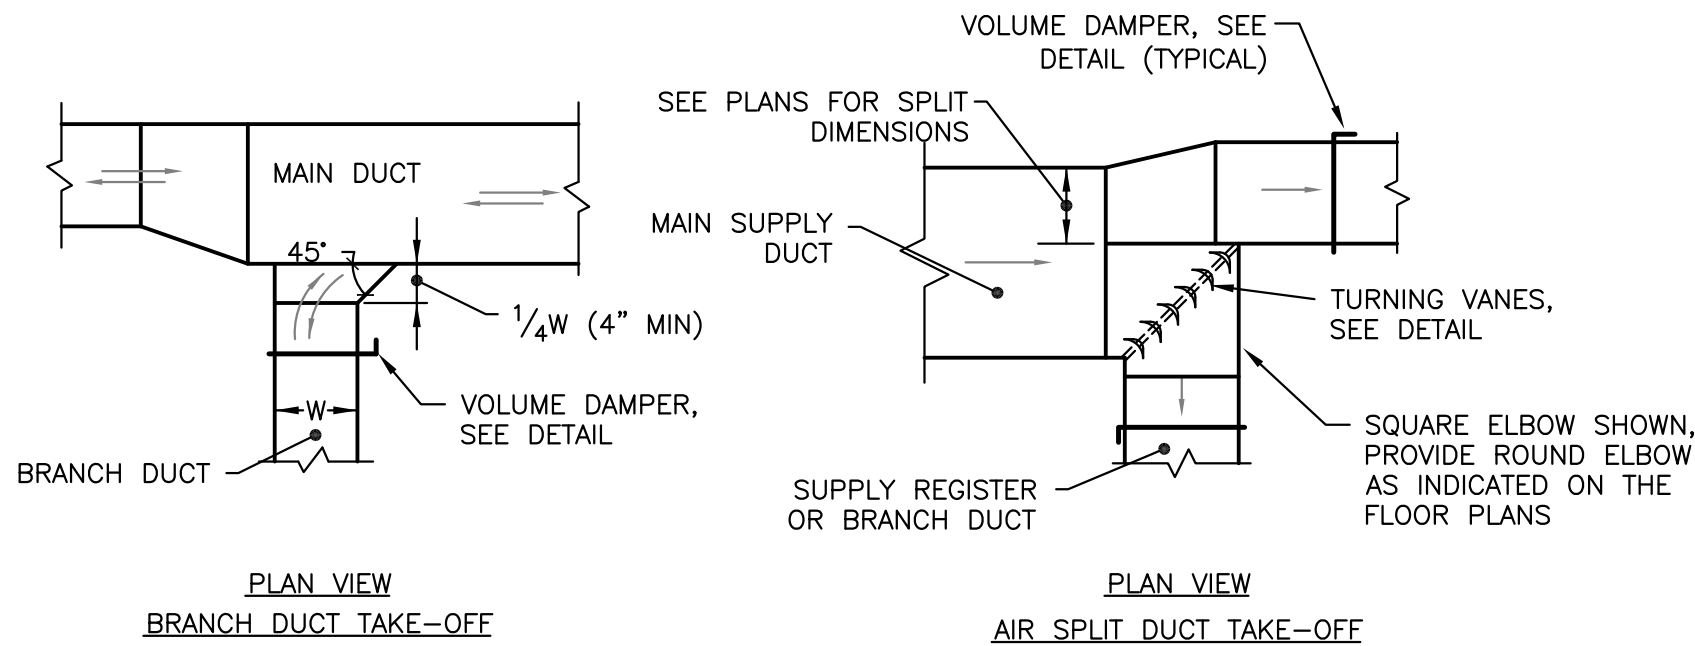 MAIN DUCT
45°
1/4W (4" MIN)
W
VOLUME DAMPER,
SEE DETAIL
BRANCH DUCT
PLAN VIEW
BRANCH DUCT TAKE-OFF
VOLUME DAMPER, SEE
DETAIL (TYPICAL)
SEE PLANS FOR SPLIT
DIMENSIONS
MAIN SUPPLY
DUCT
TURNING VANES,
SEE DETAIL
SQUARE ELBOW SHOWN,
PROVIDE ROUND ELBOW
AS INDICATED ON THE
FLOOR PLANS
SUPPLY REGISTER
OR BRANCH DUCT
PLAN VIEW
AIR SPLIT DUCT TAKE-OFF